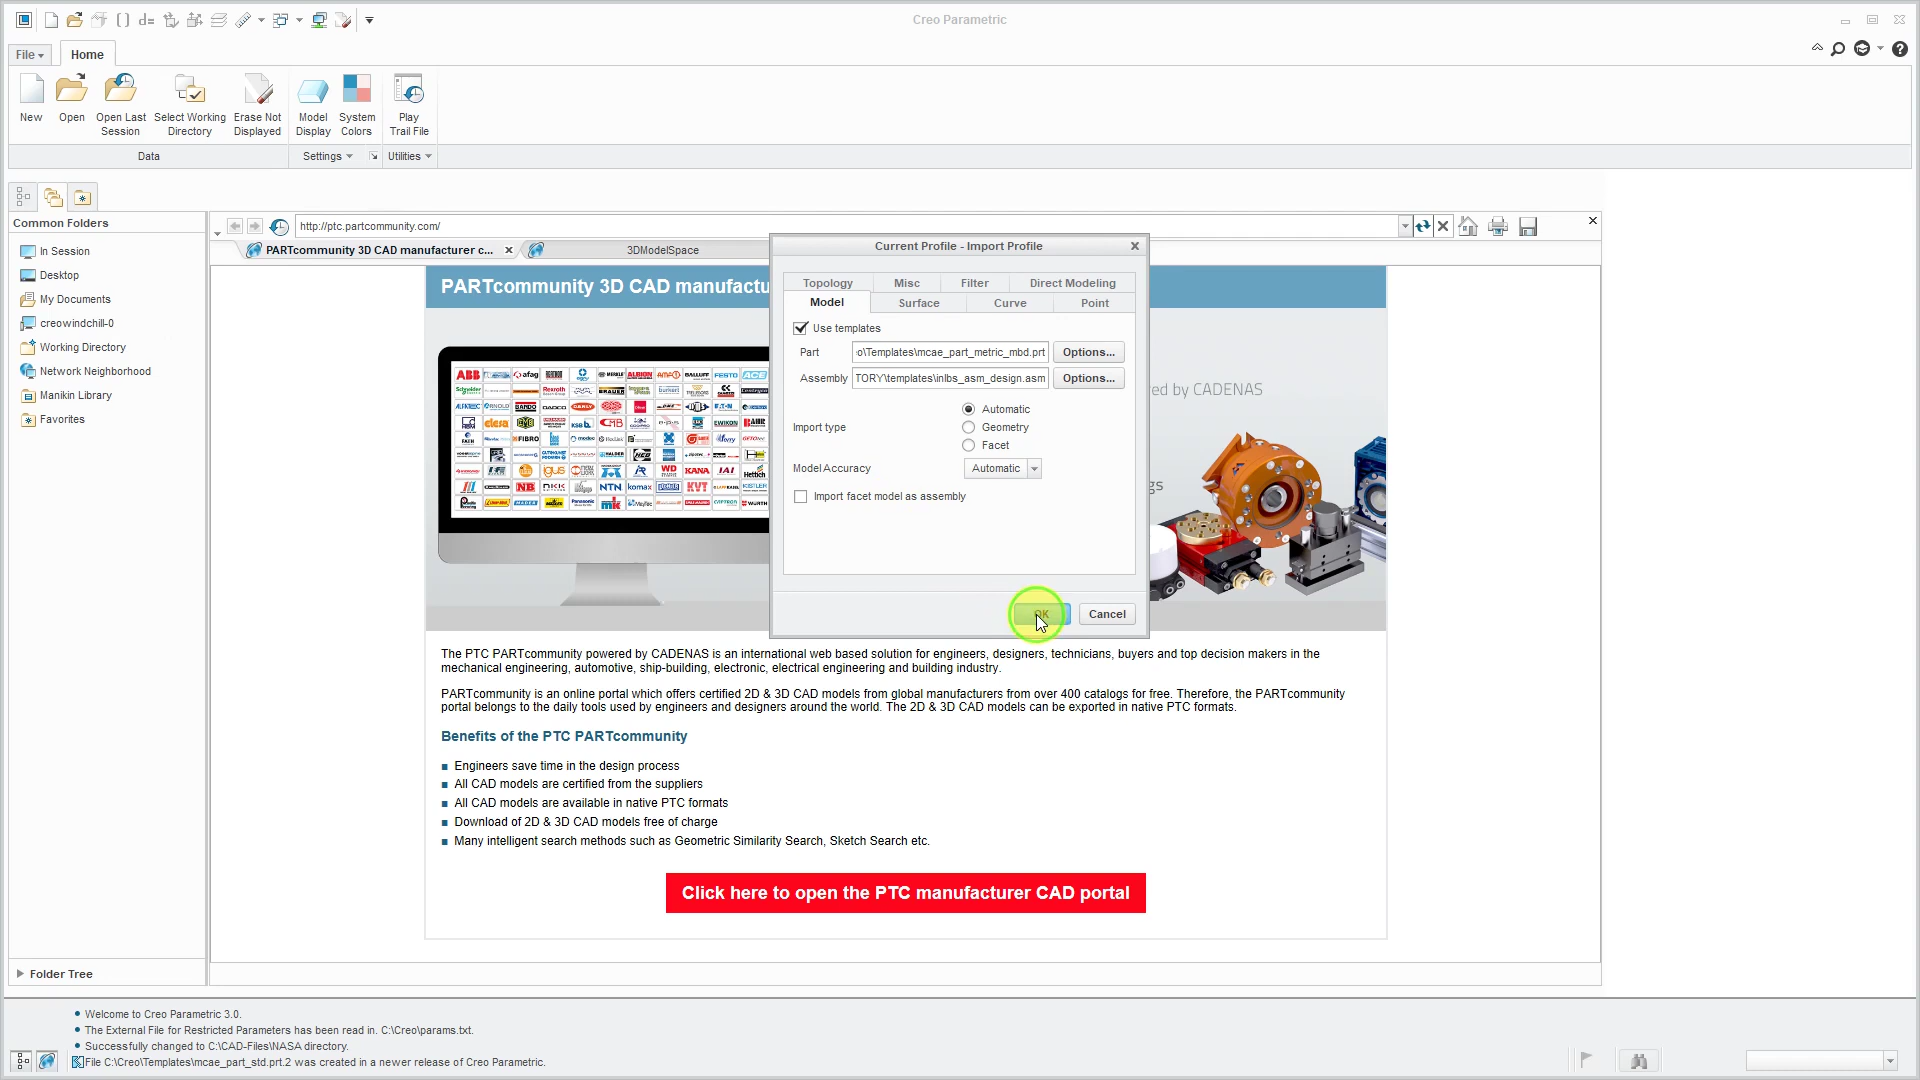 Creo Parametric
File
Home
New
Open
Open Last
Session
Select Working
Directory
Erase Not
Displayed
Model
Display
System
Colors
Play
Trail File
Data
Settings
Utilities
Common Folders
In Session
Desktop
My Documents
creowindchill-0
Working Directory
Network Neighborhood
Manikin Library
Favorites
Folder Tree
http://ptc.partcommunity.com/
PARTcommunity 3D CAD manufacturer c...
3DModelSpace
PARTcommunity 3D CAD manufactu
ed by CADENAS
gs
Current Profile - Import Profile
Topology
Misc
Filter
Direct Modeling
Model
Surface
Curve
Point
Use templates
Part
o\Templates\mcae_part_metric_mbd.prt
Options...
Assembly
TORY\templates\inlbs_asm_design.asm
Options...
Import type
Automatic
Geometry
Facet
Model Accuracy
Automatic
Import facet model as assembly
OK
Cancel
The PTC PARTcommunity powered by CADENAS is an international web based solution for engineers, designers, technicians, buyers and top decision makers in the
mechanical engineering, automotive, ship-building, electronic, electrical engineering and building industry.
PARTcommunity is an online portal which offers certified 2D & 3D CAD models from global manufacturers from over 400 catalogs for free. Therefore, the PARTcommunity
portal belongs to the daily tools used by engineers and designers around the world. The 2D & 3D CAD models can be exported in native PTC formats.
Benefits of the PTC PARTcommunity
Engineers save time in the design process
All CAD models are certified from the suppliers
All CAD models are available in native PTC formats
Download of 2D & 3D CAD models free of charge
Many intelligent search methods such as Geometric Similarity Search, Sketch Search etc.
Click here to open the PTC manufacturer CAD portal
Welcome to Creo Parametric 3.0.
The External File for Restricted Parameters has been read in. C:\Creo\params.txt.
Successfully changed to C:\CAD-Files\NASA directory.
File C:\Creo\Templates\mcae_part_std.prt.2 was created in a newer release of Creo Parametric.